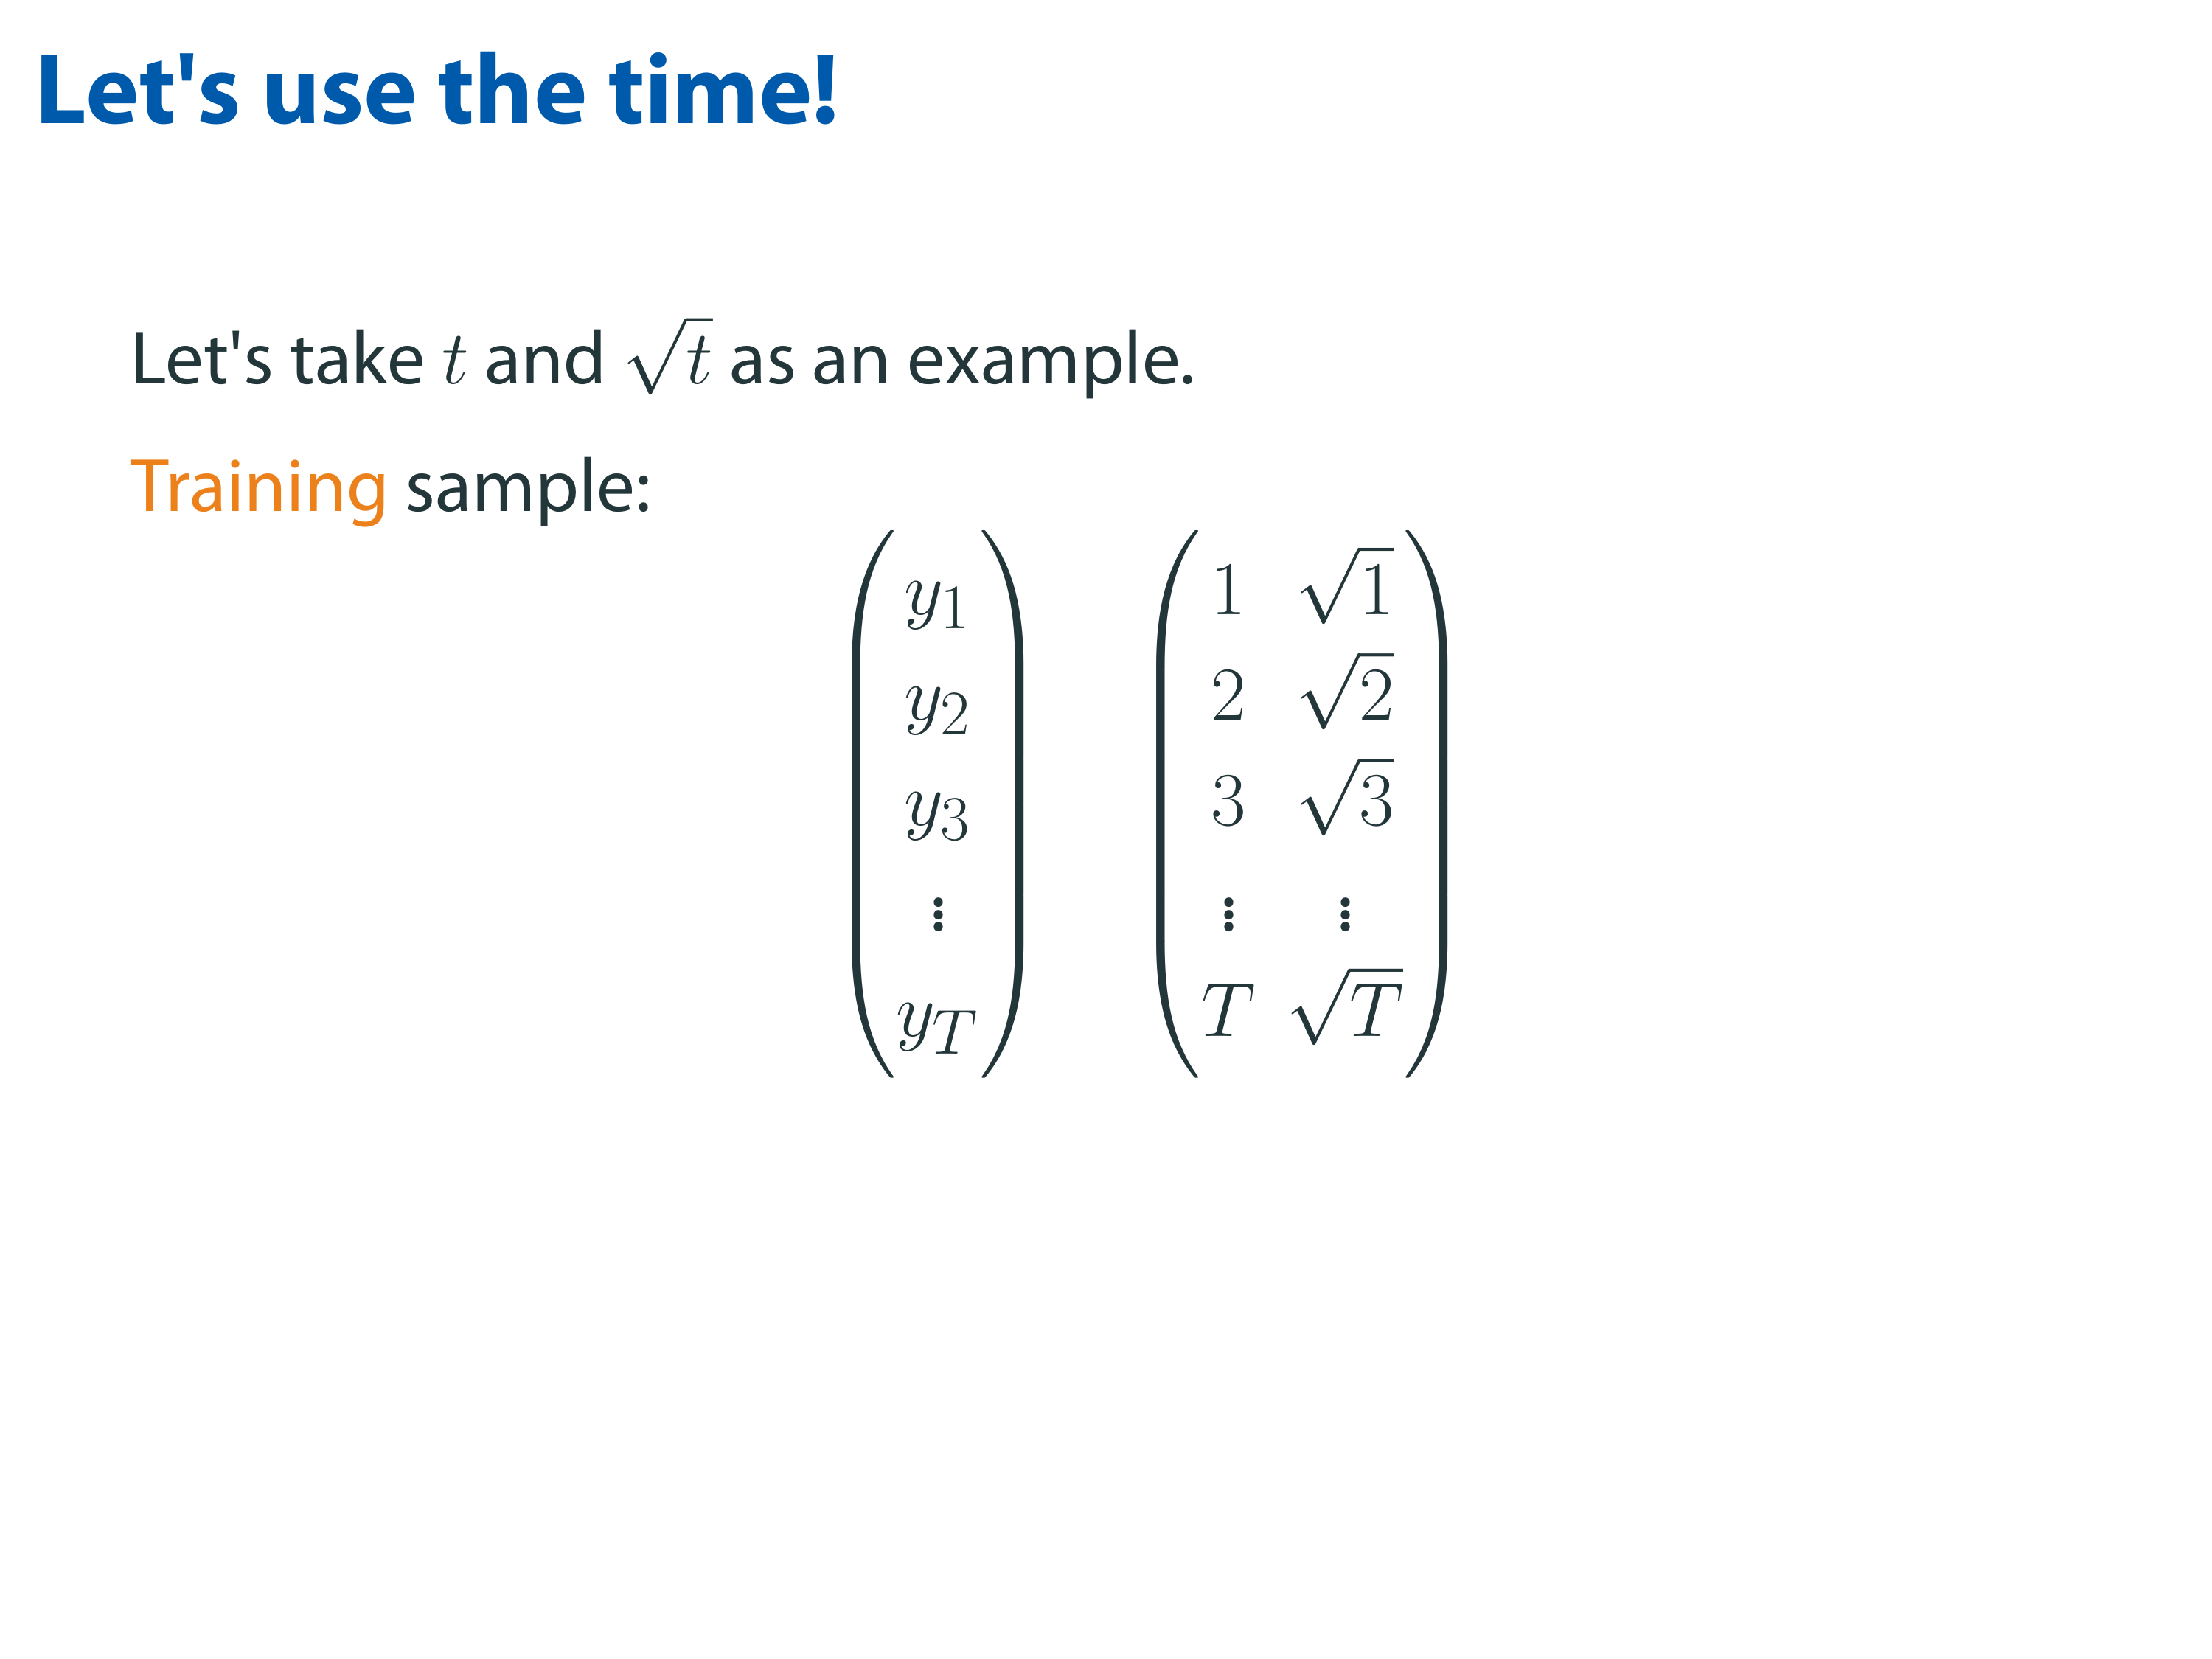 Let's use the time!
Let's take t and √t as an example.
Training sample:
y₁ 1 √1
y₂ 2 √2
y₃ 3 √3
⋮ ⋮ ⋮
y_T T √T